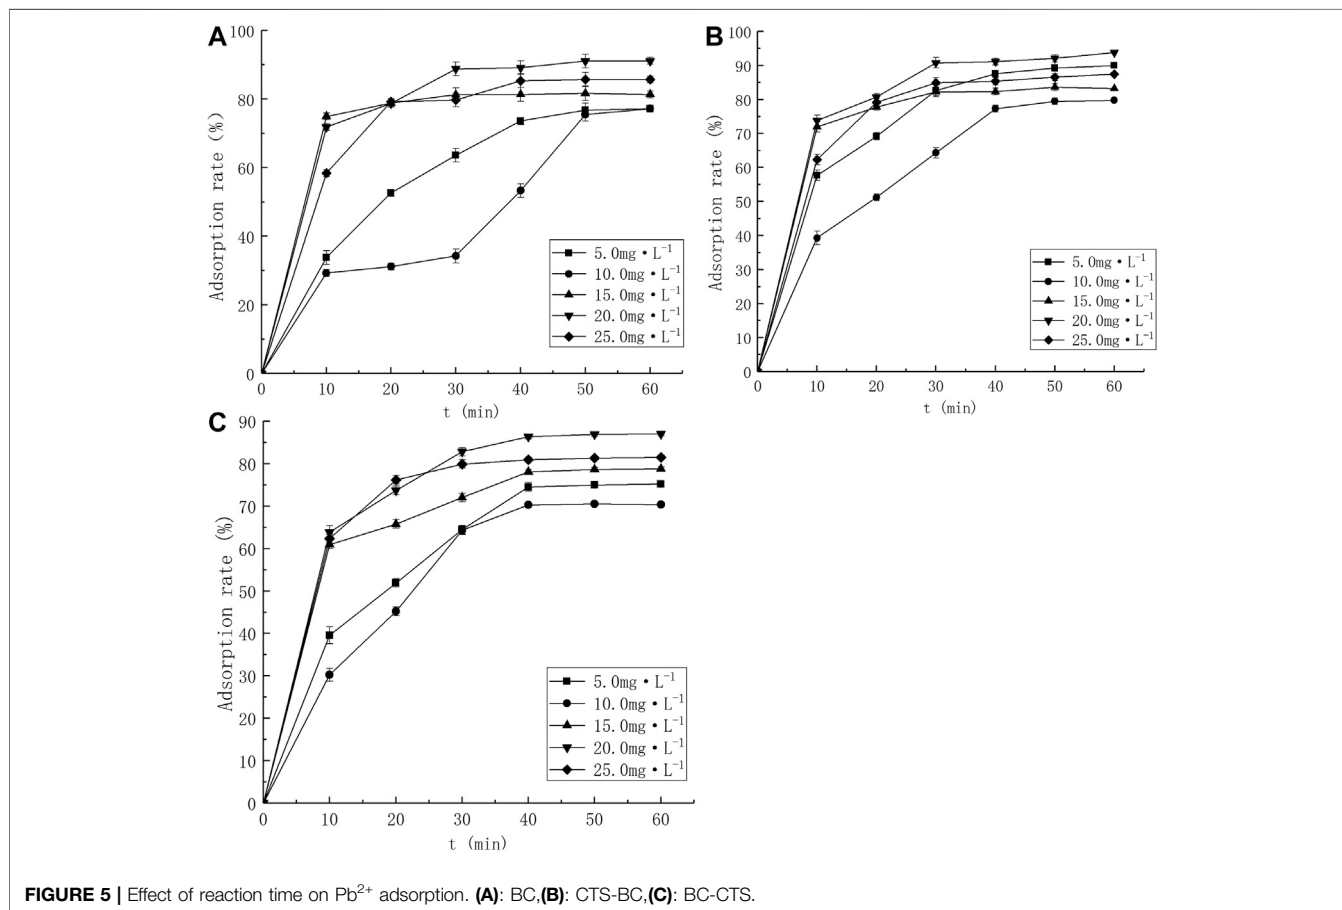 A
100
80
60
40
20
0
Adsorption rate (%)
0 10 20 30 40 50 60
t (min)
5.0mg·L⁻¹
10.0mg·L⁻¹
15.0mg·L⁻¹
20.0mg·L⁻¹
25.0mg·L⁻¹
B
100
90
80
70
60
50
40
30
20
10
0
Adsorption rate (%)
0 10 20 30 40 50 60
t (min)
5.0mg·L⁻¹
10.0mg·L⁻¹
15.0mg·L⁻¹
20.0mg·L⁻¹
25.0mg·L⁻¹
C
90
80
70
60
50
40
30
20
10
0
Adsorption rate (%)
0 10 20 30 40 50 60
t (min)
5.0mg·L⁻¹
10.0mg·L⁻¹
15.0mg·L⁻¹
20.0mg·L⁻¹
25.0mg·L⁻¹
FIGURE 5 | Effect of reaction time on Pb²⁺ adsorption. (A): BC,(B): CTS-BC,(C): BC-CTS.